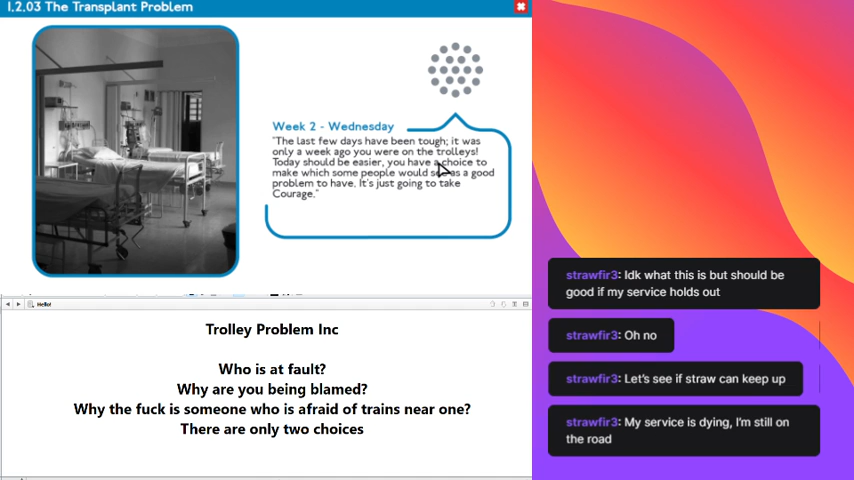 1.2.03 The Transplant Problem
Week 2 - Wednesday
"The last few days have been tough; it was
only a week ago you were on the trolleys!
Today should be easier, you have a choice to
make which some people would see as a good
problem to have. It's just going to take
Courage."
Hello!
Trolley Problem Inc
Who is at fault?
Why are you being blamed?
Why the fuck is someone who is afraid of trains near one?
There are only two choices
strawfir3: Idk what this is but should be
good if my service holds out
strawfir3: Oh no
strawfir3: Let's see if straw can keep up
strawfir3: My service is dying, I'm still on
the road